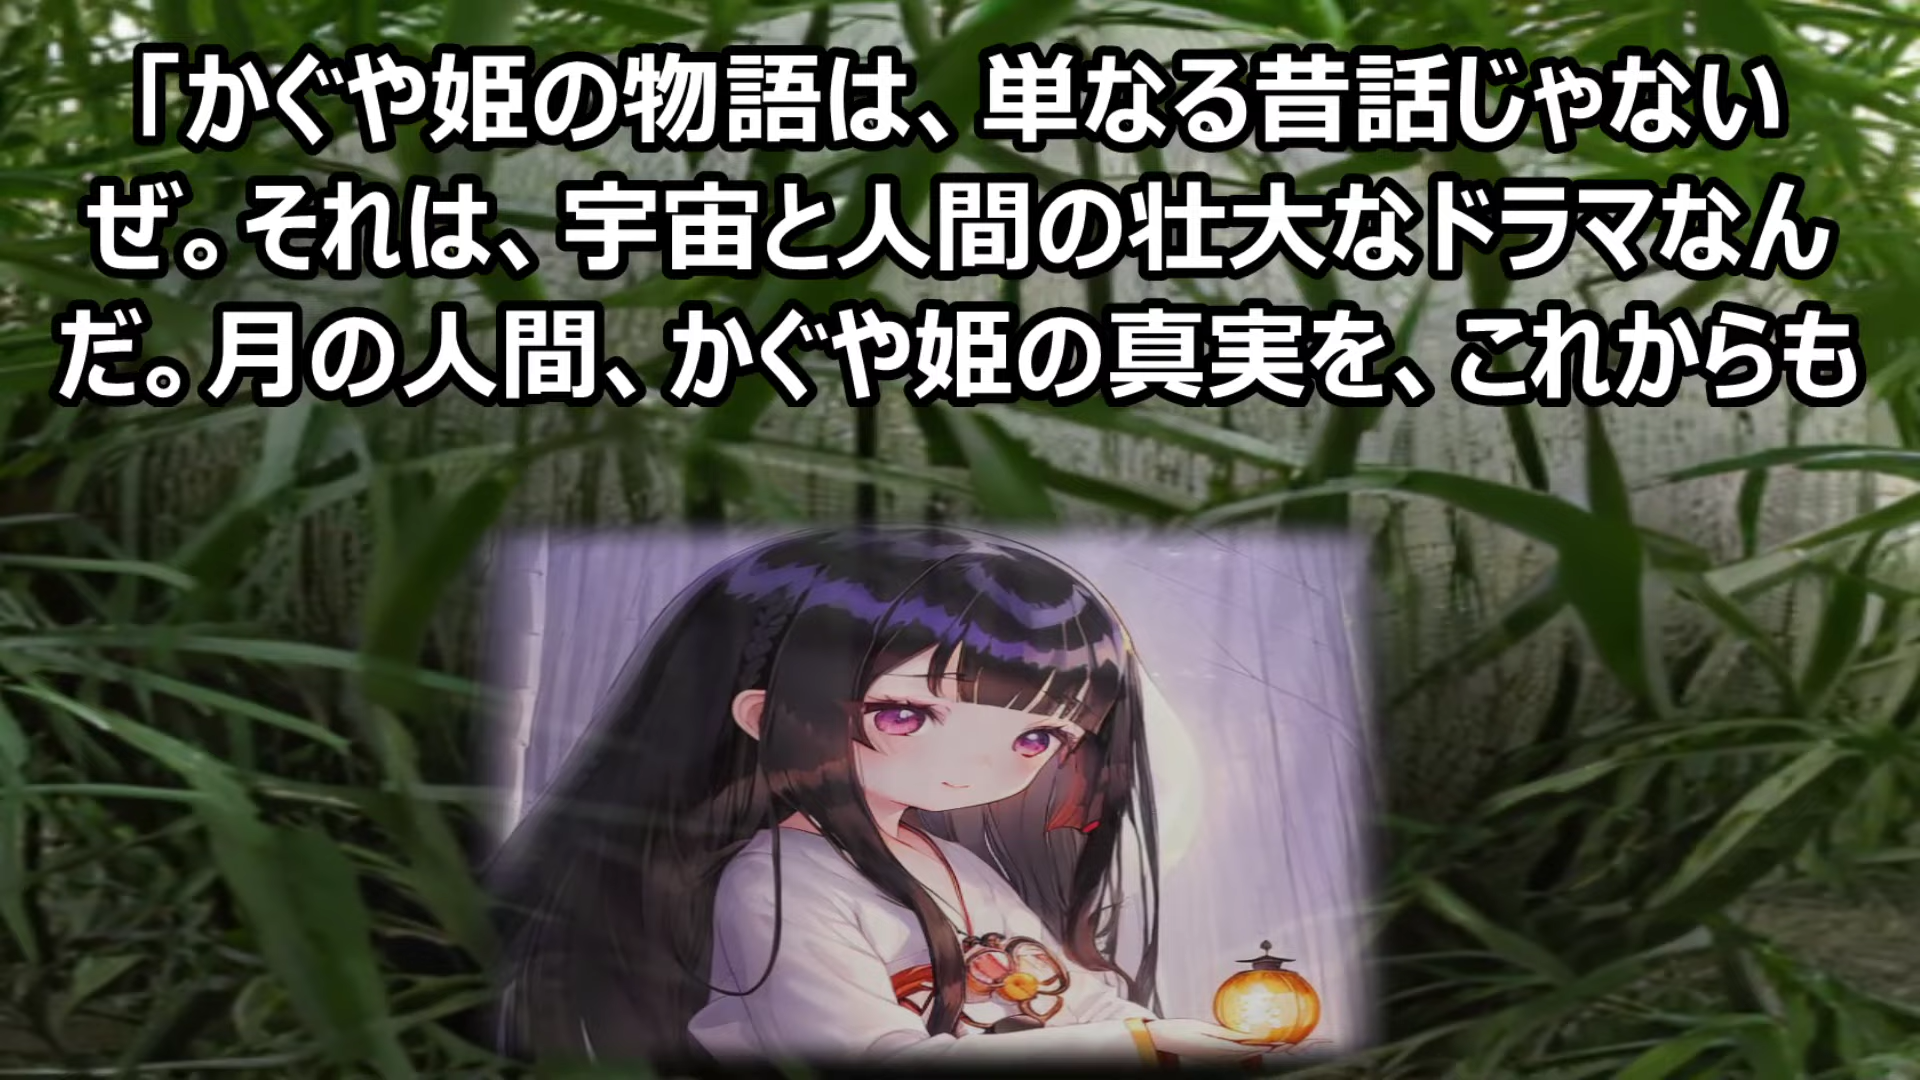 「かぐや姫の物語は、単なる昔話じゃない
ぜ。それは、宇宙と人間の壮大なドラマなん
だ。月の人間、かぐや姫の真実を、これからも